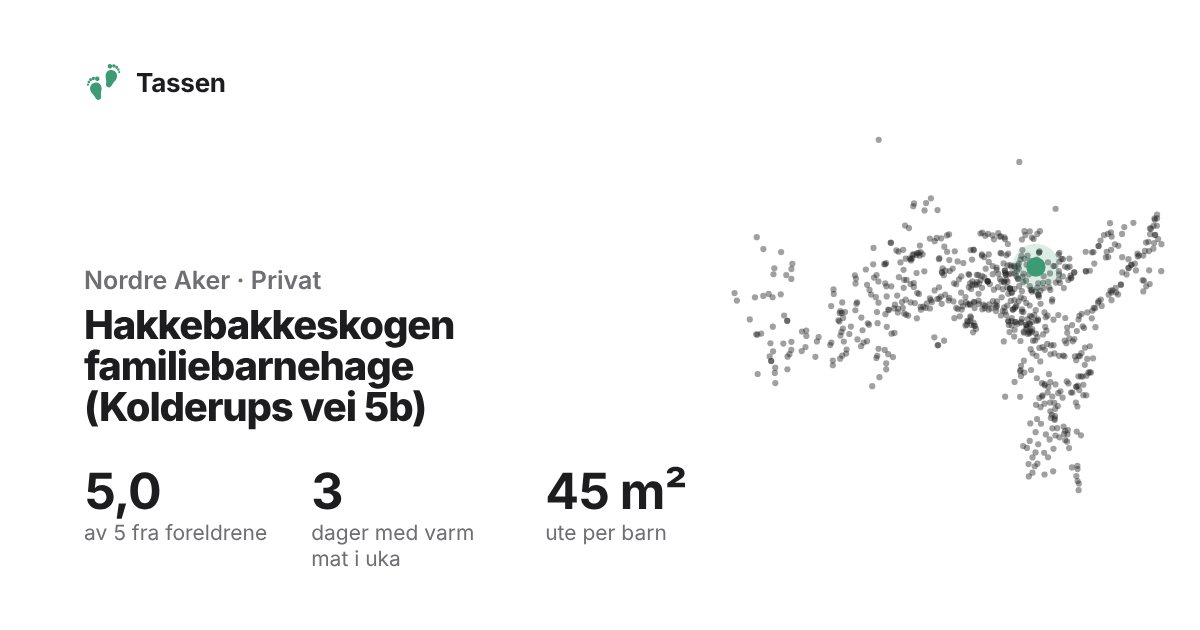 Tassen
Nordre Aker · Privat
Hakkebakkeskogen
familiebarnehage
(Kolderups vei 5b)
5,0
av 5 fra foreldrene
3
dager med varm
mat i uka
45 m²
ute per barn